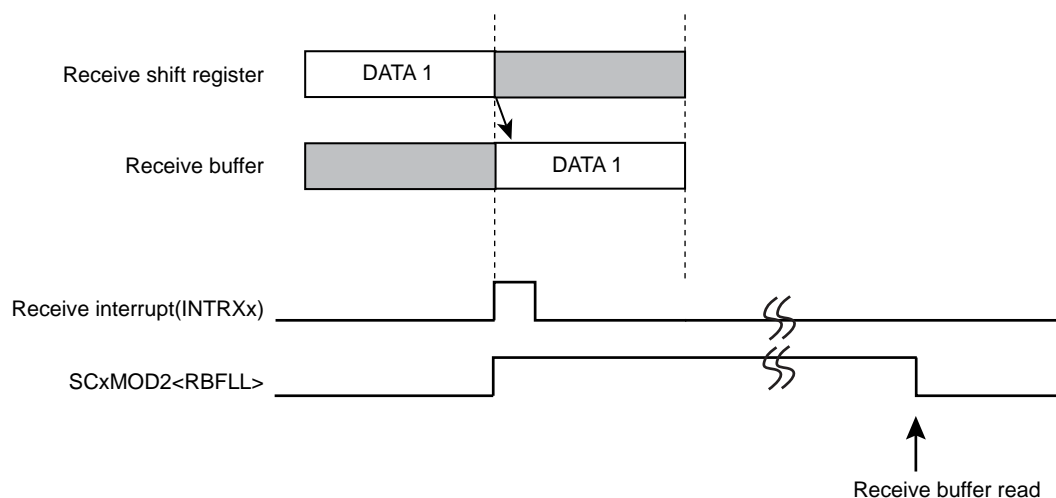 Receive shift register
DATA 1
Receive buffer
DATA 1
Receive interrupt(INTRXx)
SCxMOD2<RBFLL>
Receive buffer read